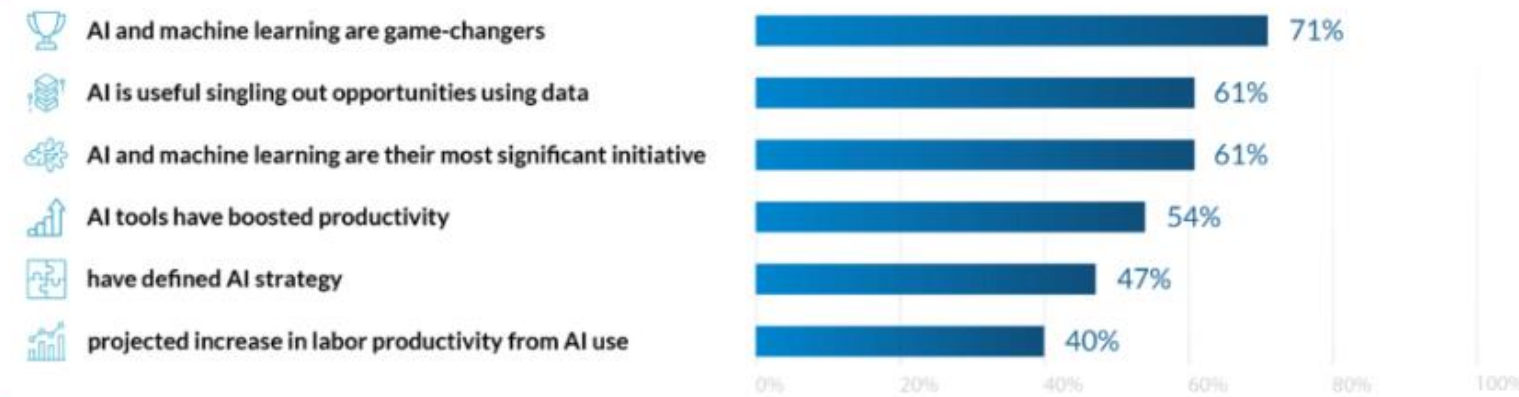 AI and machine learning are game-changers 71%
AI is useful singling out opportunities using data 61%
AI and machine learning are their most significant initiative 61%
AI tools have boosted productivity 54%
have defined AI strategy 47%
projected increase in labor productivity from AI use 40%
0% 20% 40% 60% 80% 100%